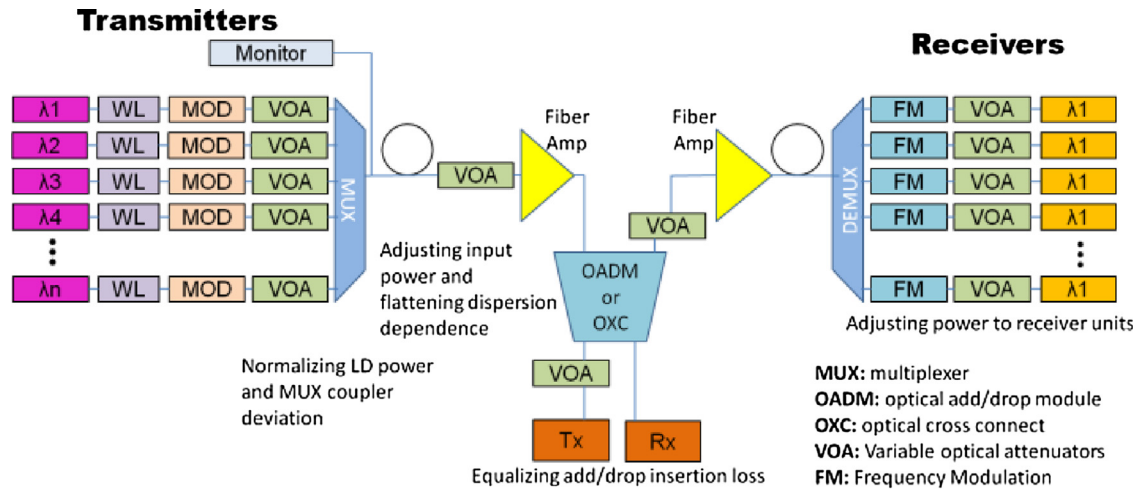 Transmitters
Monitor
Receivers
λ1 WL MOD VOA
λ2 WL MOD VOA
λ3 WL MOD VOA
λ4 WL MOD VOA
λn WL MOD VOA
MUX
VOA
Fiber
Amp
Fiber
Amp
VOA
DEMUX
FM VOA λ1
FM VOA λ1
FM VOA λ1
FM VOA λ1
FM VOA λ1
Adjusting input
power and
flattening dispersion
dependence
OADM
or
OXC
Adjusting power to receiver units
Normalizing LD power
and MUX coupler
deviation
VOA
Tx
Rx
Equalizing add/drop insertion loss
MUX: multiplexer
OADM: optical add/drop module
OXC: optical cross connect
VOA: Variable optical attenuators
FM: Frequency Modulation